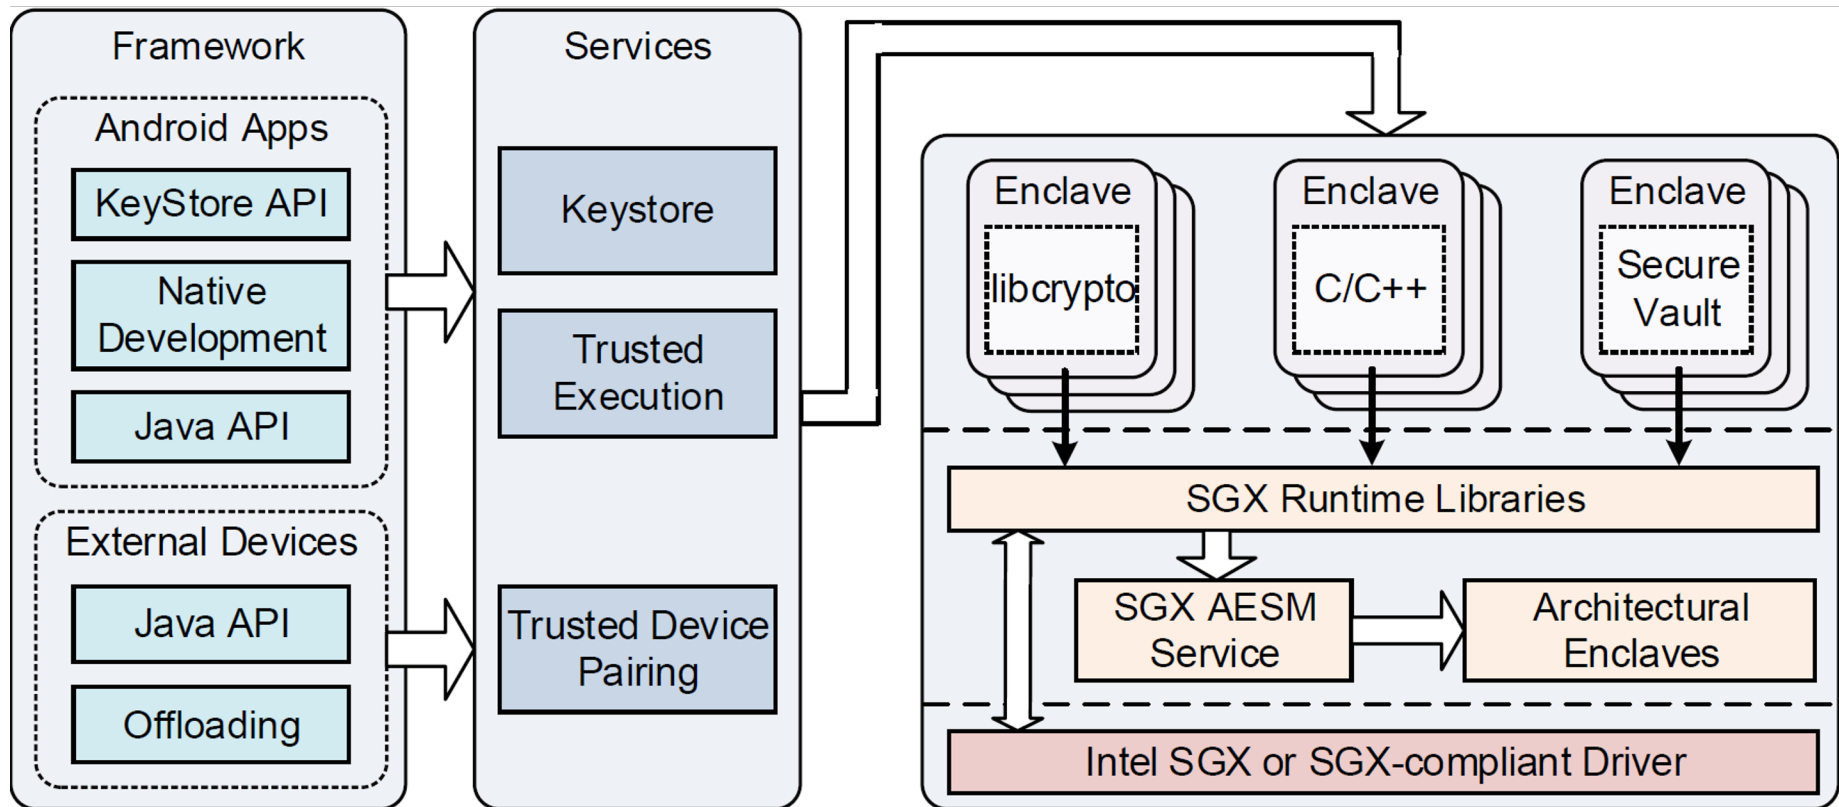 Framework
Android Apps
KeyStore API
Native
Development
Java API
External Devices
Java API
Offloading
Services
Keystore
Trusted
Execution
Trusted Device
Pairing
Enclave
libcrypto
Enclave
C/C++
Enclave
Secure
Vault
SGX Runtime Libraries
SGX AESM
Service
Architectural
Enclaves
Intel SGX or SGX-compliant Driver